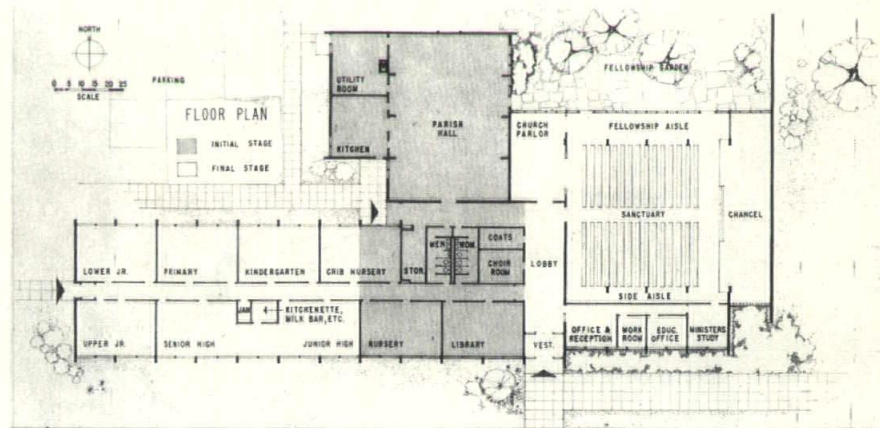 NORTH
0 5 10 15 20 25
SCALE
PARKING
FLOOR PLAN
INITIAL STAGE
FINAL STAGE
UTILITY
ROOM
KITCHEN
PARISH
HALL
FELLOWSHIP GARDEN
CHURCH
PARLOR
FELLOWSHIP AISLE
SANCTUARY
CHANCEL
SIDE AISLE
LOBBY
LOWER JR.
PRIMARY
KINDERGARTEN
CRIB NURSERY
STOR.
MEN
WOM.
COATS
CHOIR
ROOM
UPPER JR.
SENIOR HIGH
JAN
KITCHENETTE,
MILK BAR, ETC.
JUNIOR HIGH
NURSERY
LIBRARY
VEST.
OFFICE &
RECEPTION
WORK
ROOM
EDUC.
OFFICE
MINISTERS
STUDY